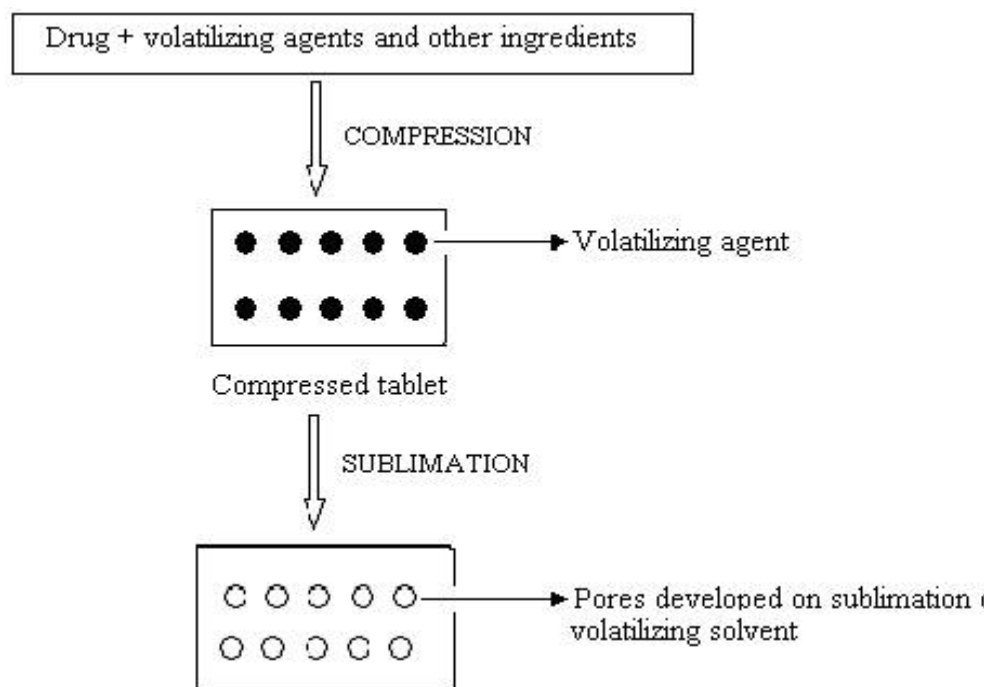 Drug + volatilizing agents and other ingredients
COMPRESSION
Volatilizing agent
Compressed tablet
SUBLIMATION
Pores developed on sublimation
volatilizing solvent